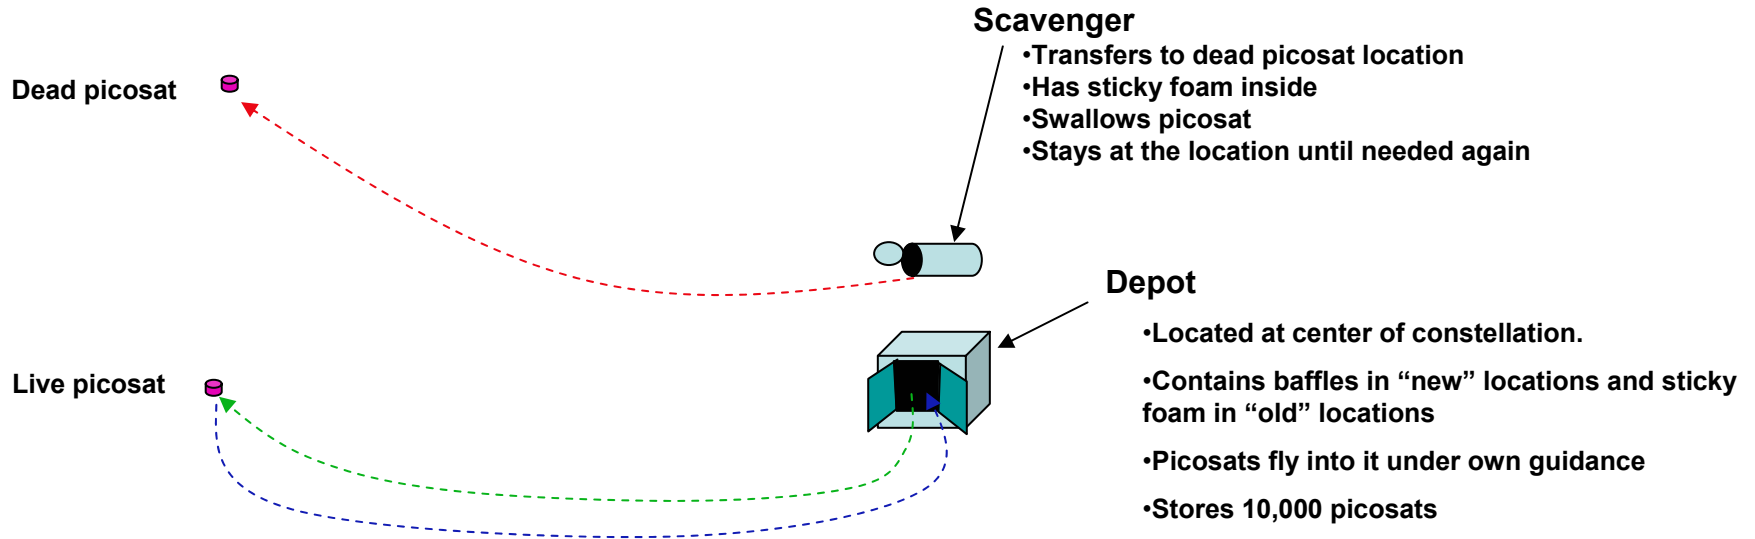 Scavenger
•Transfers to dead picosat location
•Has sticky foam inside
•Swallows picosat
•Stays at the location until needed again
Dead picosat
Depot
•Located at center of constellation.
•Contains baffles in “new” locations and sticky
foam in “old” locations
•Picosats fly into it under own guidance
•Stores 10,000 picosats
Live picosat